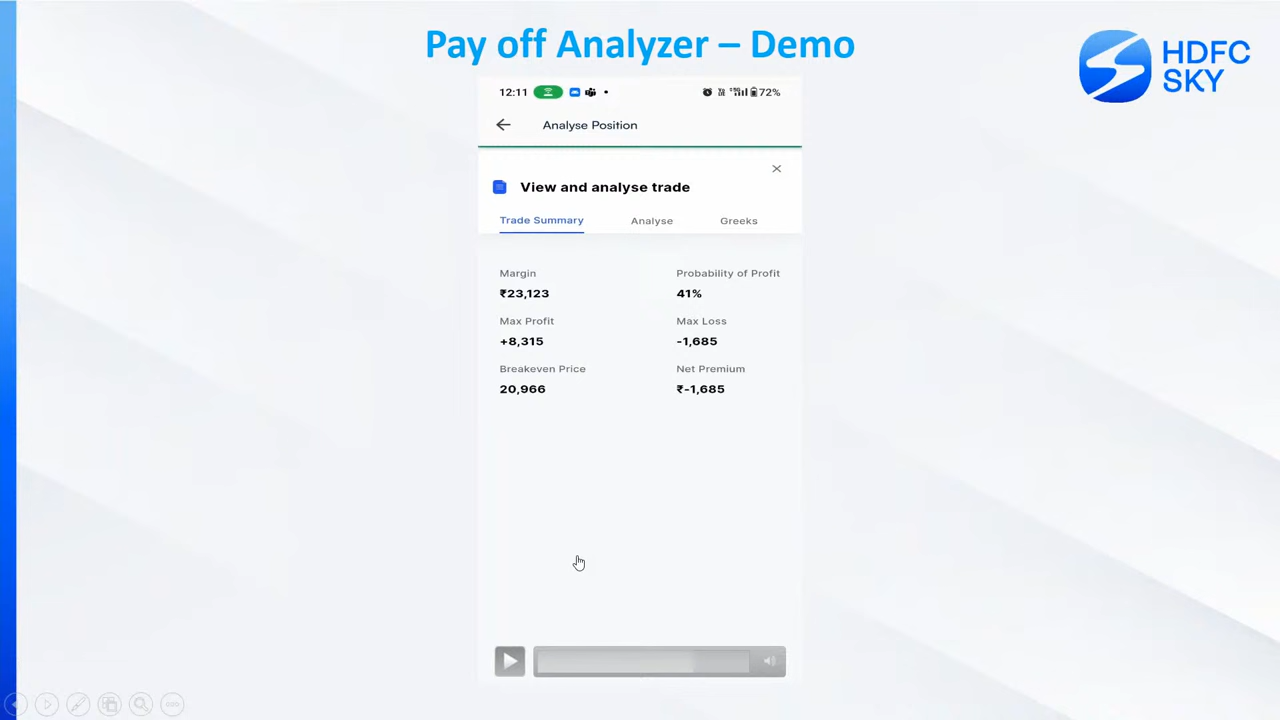 Pay off Analyzer – Demo
HDFC
SKY
12:11
72%
Analyse Position
View and analyse trade
Trade Summary Analyse Greeks
Margin Probability of Profit
₹23,123 41%
Max Profit Max Loss
+8,315 -1,685
Breakeven Price Net Premium
20,966 ₹-1,685